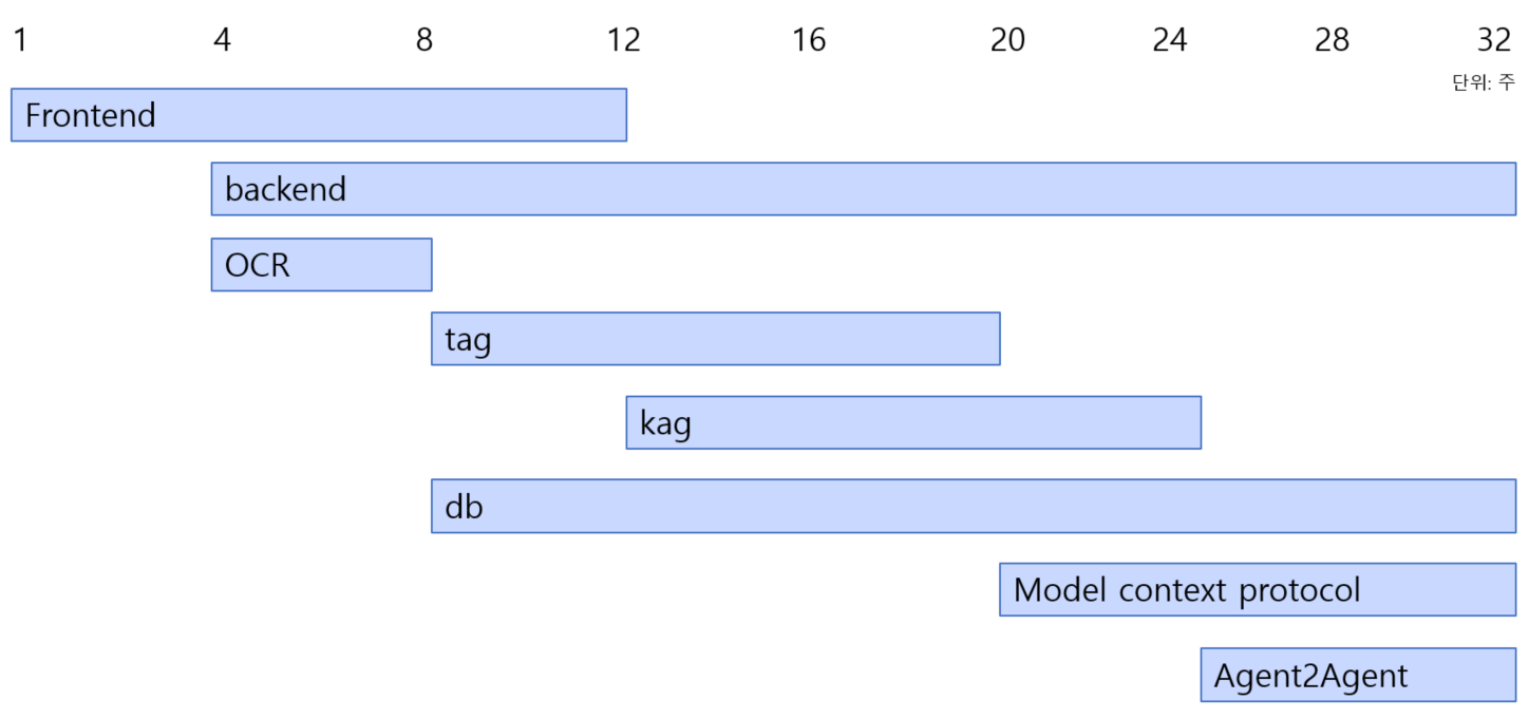 1 4 8 12 16 20 24 28 32
단위: 주
Frontend
backend
OCR
tag
kag
db
Model context protocol
Agent2Agent